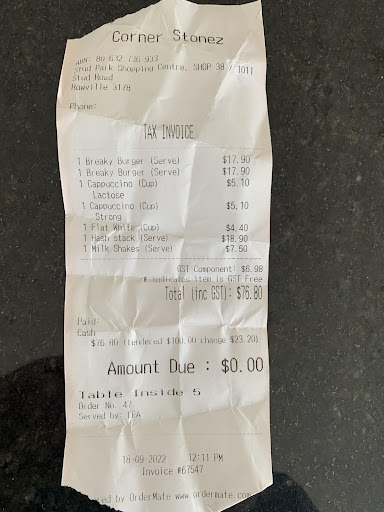 Corner Stonez
ABN: 80 632 736 933
Stud Park Shopping Centre, SHOP 38 /1011
Stud Road
Rowville 3178
Phone:
TAX INVOICE
1 Breaky Burger (Serve) $17.90
1 Breaky Burger (Serve) $17.90
1 Cappuccino (Cup) $5.10
Lactose
1 Cappuccino (Cup) $5.10
Strong
1 Flat White (Cup) $4.40
1 Hash stack (Serve) $18.90
1 Milk Shakes (Serve) $7.50
GST Component: $6.98
# indicates item is GST Free
Total (inc GST): $76.80
Paid:
Cash
$76.80 (tendered $100.00 change $23.20)
Amount Due : $0.00
Table Inside 5
Order No. 47
Served by:
18-09-2022 12:11 PM
Invoice #67547
by OrderMate www.ordermate.com